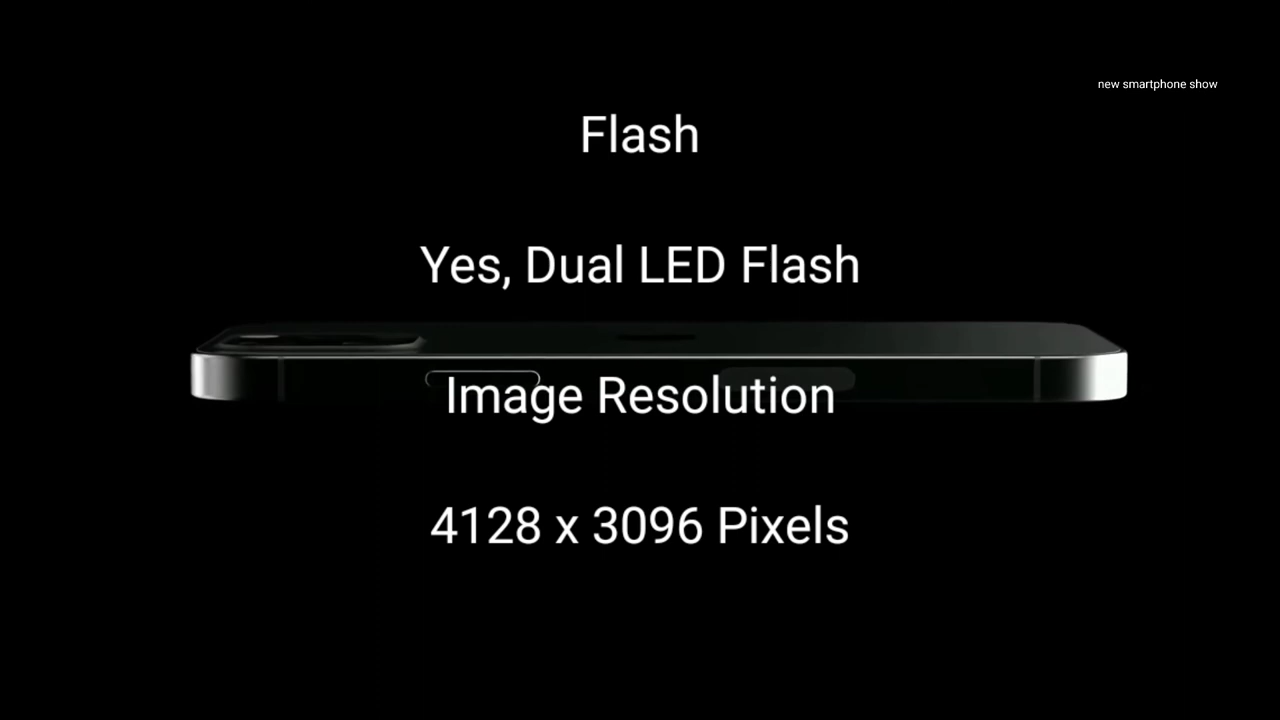 new smartphone show
Flash
Yes, Dual LED Flash
Image Resolution
4128 x 3096 Pixels